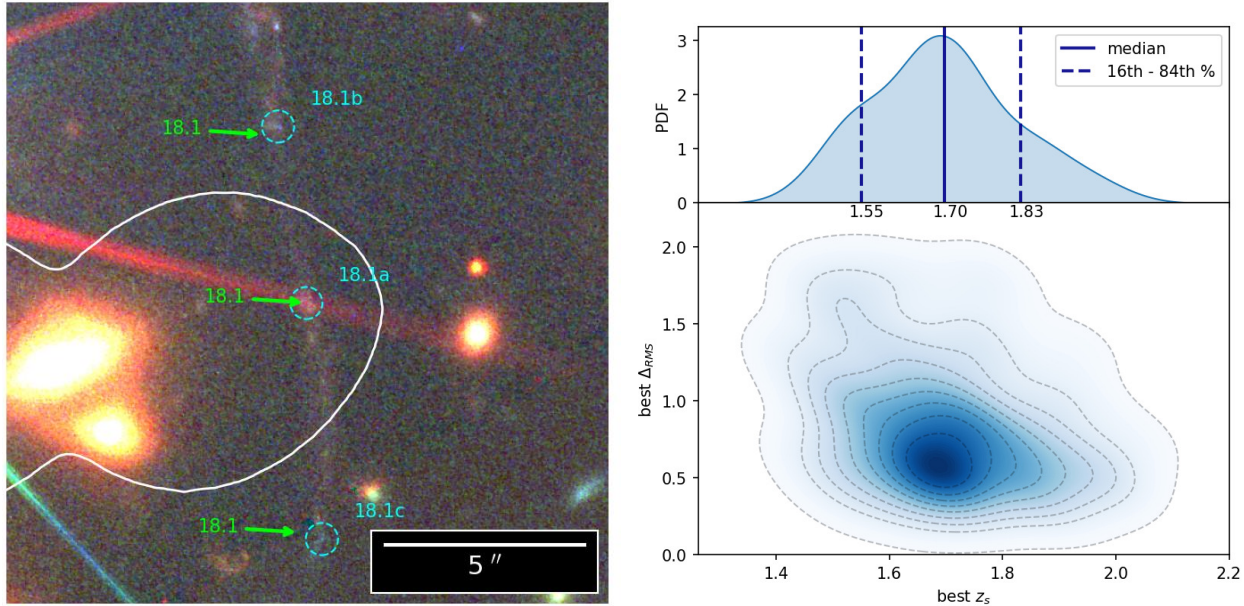 18.1b
18.1
18.1a
18.1
18.1c
18.1
5 "
median
16th - 84th %
PDF
3
2
1
0
1.55 1.70 1.83
best Δ_RMS
2.0
1.5
1.0
0.5
0.0
1.4 1.6 1.8 2.0 2.2
best z_s